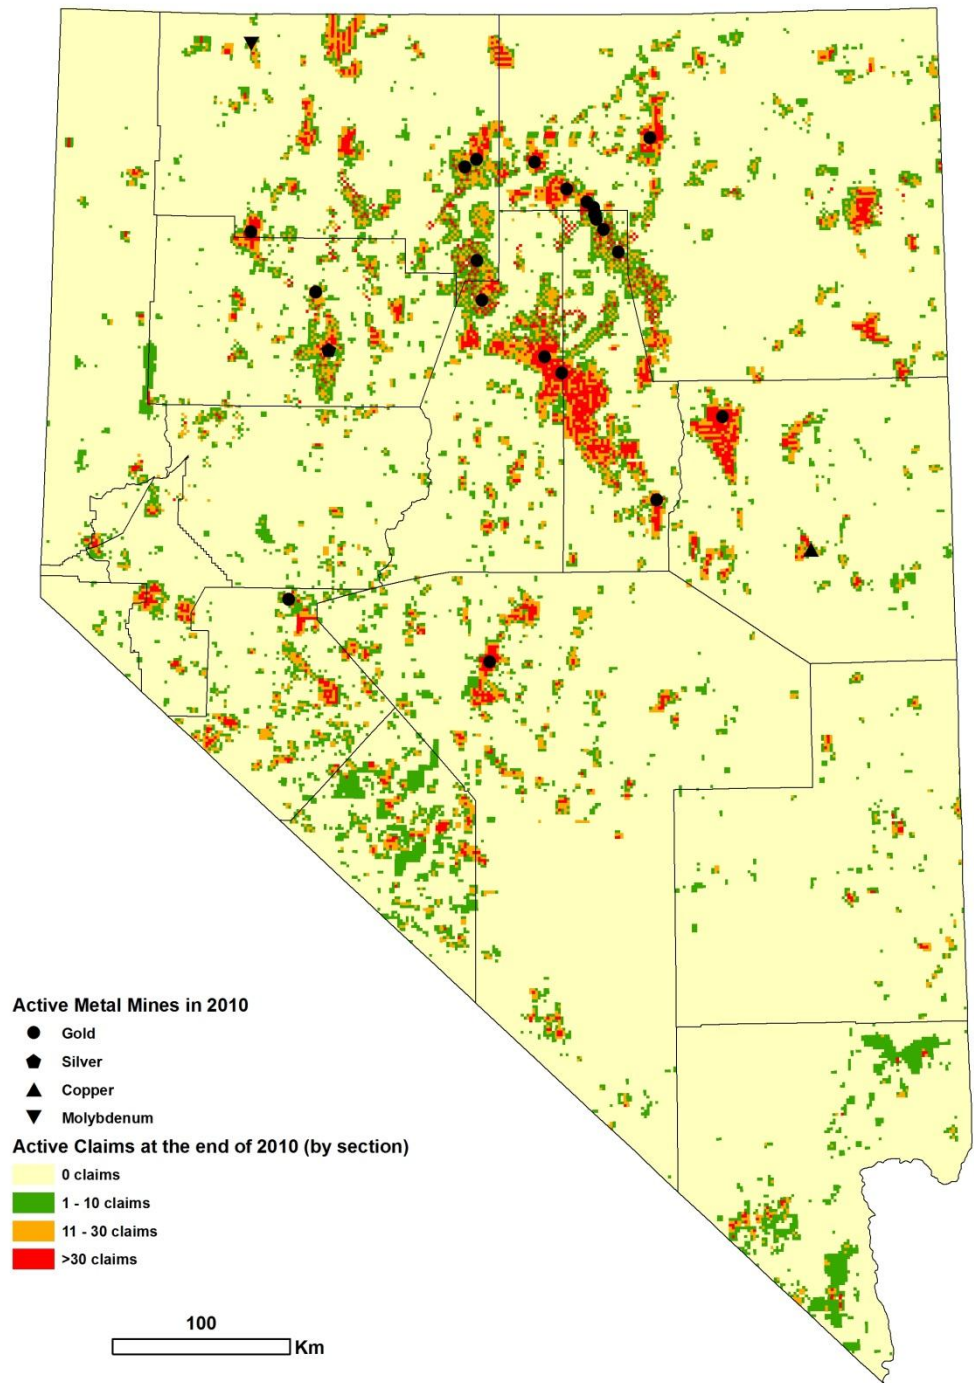 Active Metal Mines in 2010
Gold
Silver
Copper
Molybdenum
Active Claims at the end of 2010 (by section)
0 claims
1 - 10 claims
11 - 30 claims
>30 claims
100
Km